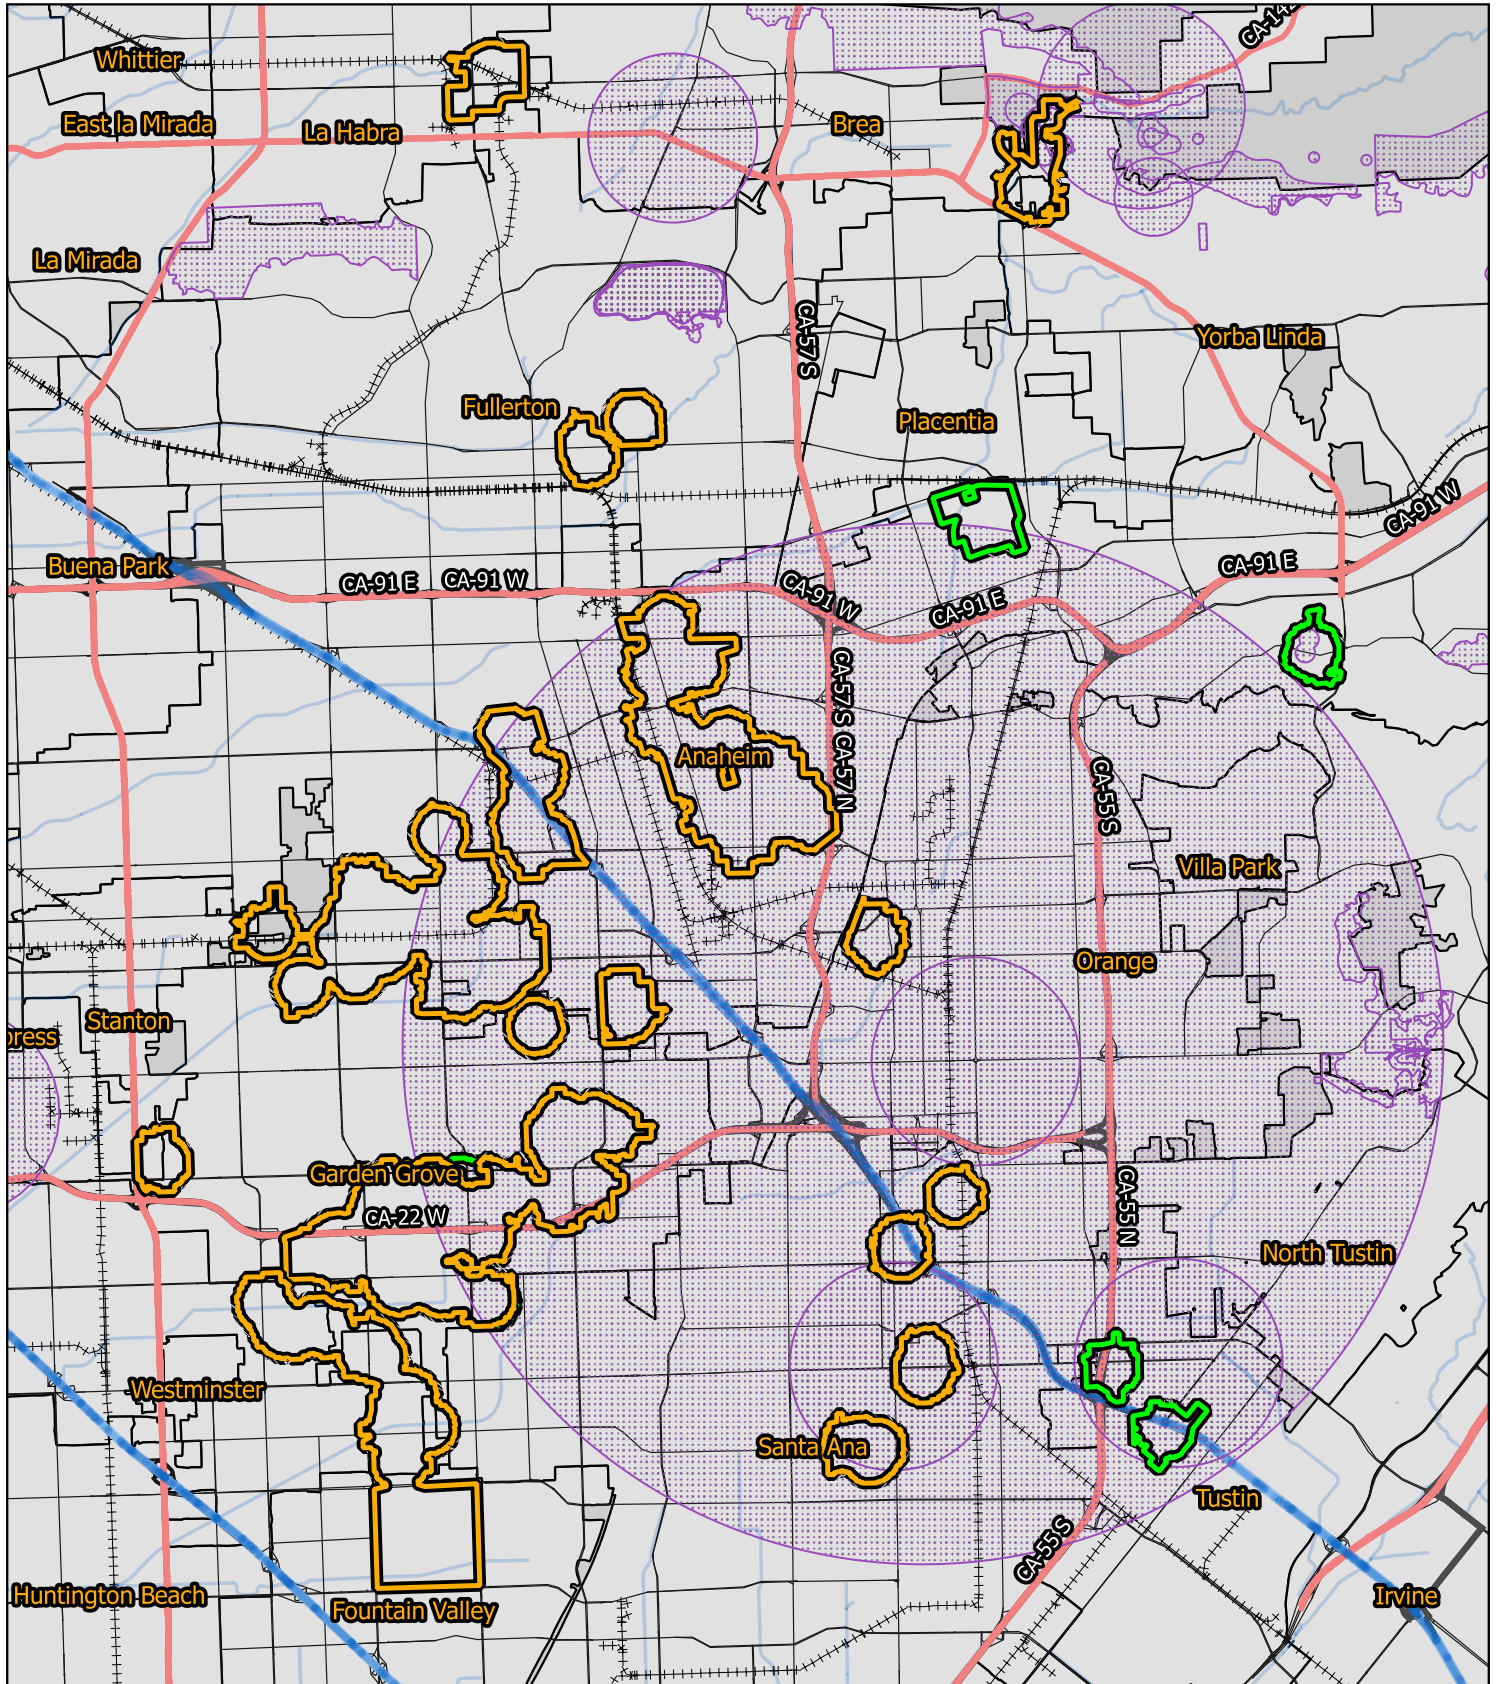 CA-142
Whittier
East la Mirada
La Habra
Brea
La Mirada
CA-57 S
Yorba Linda
Fullerton
Placentia
CA-91 W
Buena Park
CA-91 E
CA-91 W
CA-91 W
CA-91 E
CA-91 E
CA-57 S
CA-57 N
Anaheim
CA-55 S
Villa Park
Orange
Stanton
press
Garden Grove
CA-22 W
CA-55 N
North Tustin
Westminster
Santa Ana
Tustin
CA-55 S
Huntington Beach
Fountain Valley
Irvine